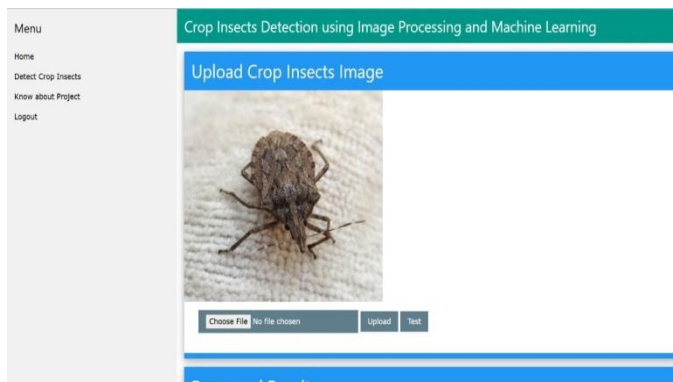 Menu
Home
Detect Crop Insects
Know about Project
Logout
Crop Insects Detection using Image Processing and Machine Learning
Upload Crop Insects Image
Choose File No file chosen
Upload
Test